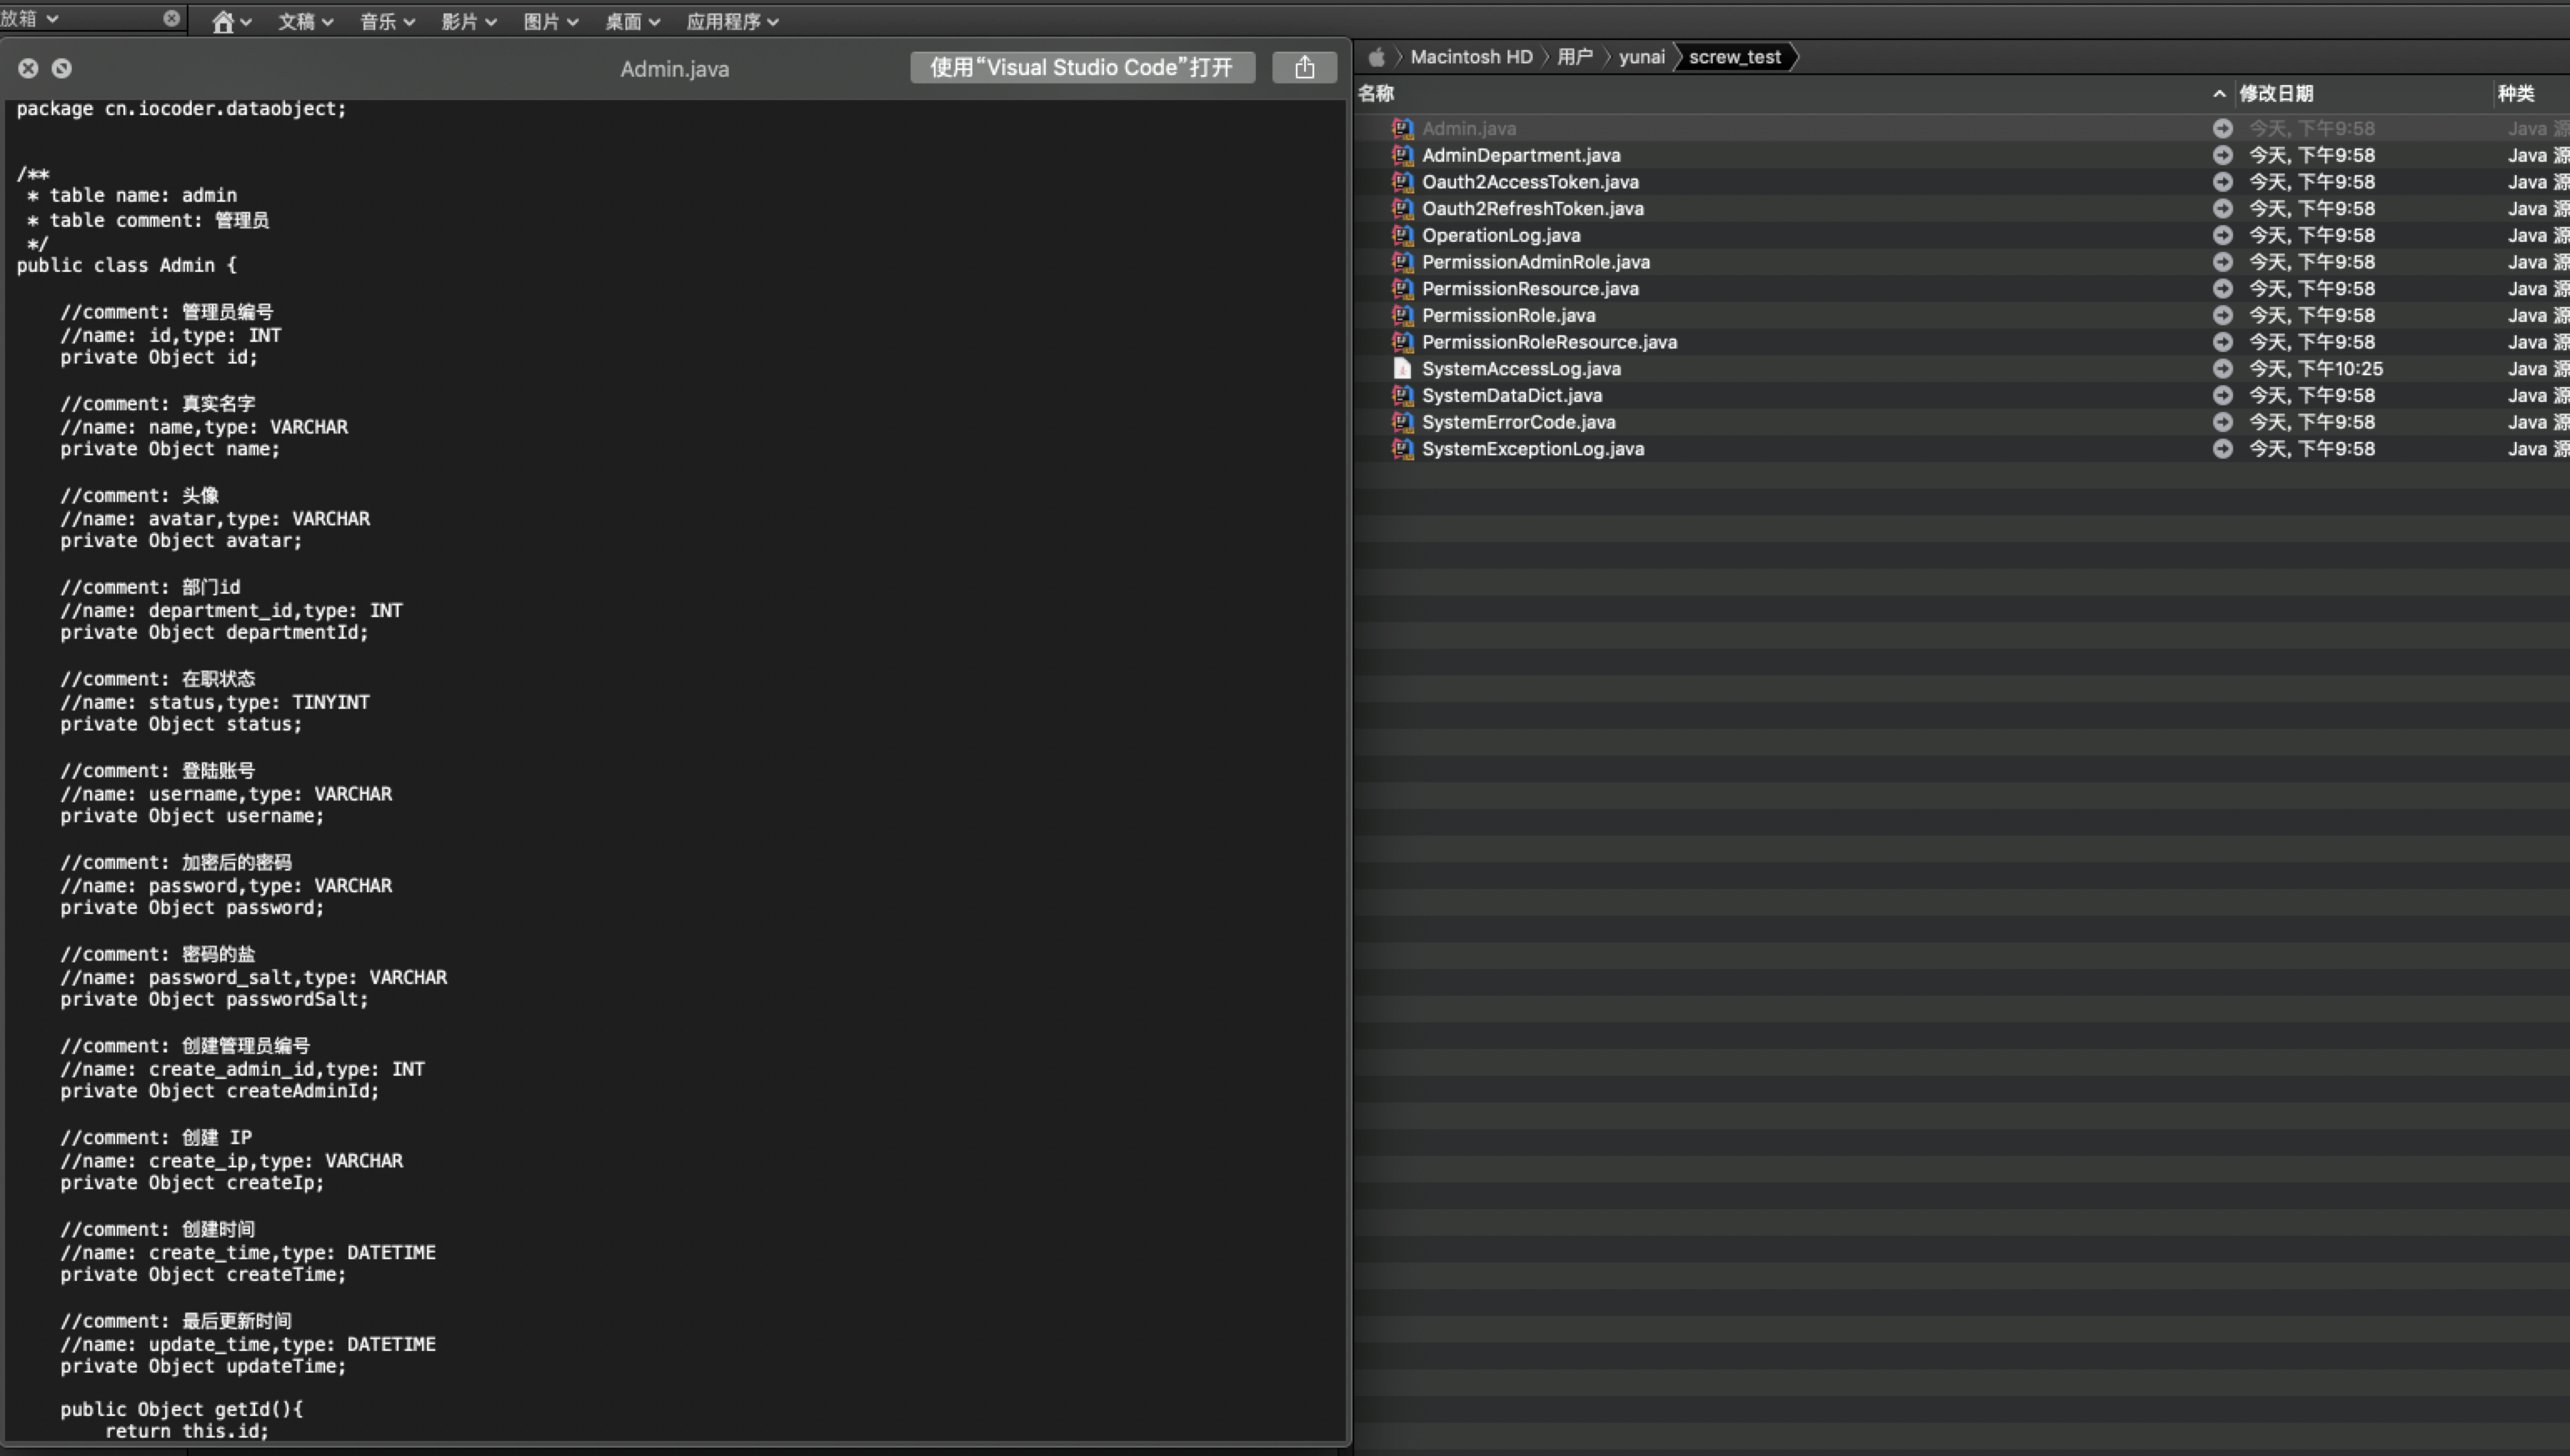 放箱
文稿 音乐 影片 图片 桌面 应用程序
Admin.java 使用“Visual Studio Code”打开
package cn.iocoder.dataobject;
/**
* table name: admin
* table comment: 管理员
*/
public class Admin {
//comment: 管理员编号
//name: id,type: INT
private Object id;
//comment: 真实名字
//name: name,type: VARCHAR
private Object name;
//comment: 头像
//name: avatar,type: VARCHAR
private Object avatar;
//comment: 部门id
//name: department_id,type: INT
private Object departmentId;
//comment: 在职状态
//name: status,type: TINYINT
private Object status;
//comment: 登陆账号
//name: username,type: VARCHAR
private Object username;
//comment: 加密后的密码
//name: password,type: VARCHAR
private Object password;
//comment: 密码的盐
//name: password_salt,type: VARCHAR
private Object passwordSalt;
//comment: 创建管理员编号
//name: create_admin_id,type: INT
private Object createAdminId;
//comment: 创建 IP
//name: create_ip,type: VARCHAR
private Object createIp;
//comment: 创建时间
//name: create_time,type: DATETIME
private Object createTime;
//comment: 最后更新时间
//name: update_time,type: DATETIME
private Object updateTime;
public Object getId(){
return this.id;
Macintosh HD 用户 yunai screw_test
名称 修改日期 种类
Admin.java 今天, 下午9:58 Java 源
AdminDepartment.java 今天, 下午9:58 Java 源
Oauth2AccessToken.java 今天, 下午9:58 Java 源
Oauth2RefreshToken.java 今天, 下午9:58 Java 源
OperationLog.java 今天, 下午9:58 Java 源
PermissionAdminRole.java 今天, 下午9:58 Java 源
PermissionResource.java 今天, 下午9:58 Java 源
PermissionRole.java 今天, 下午9:58 Java 源
PermissionRoleResource.java 今天, 下午9:58 Java 源
SystemAccessLog.java 今天, 下午10:25 Java 源
SystemDataDict.java 今天, 下午9:58 Java 源
SystemErrorCode.java 今天, 下午9:58 Java 源
SystemExceptionLog.java 今天, 下午9:58 Java 源